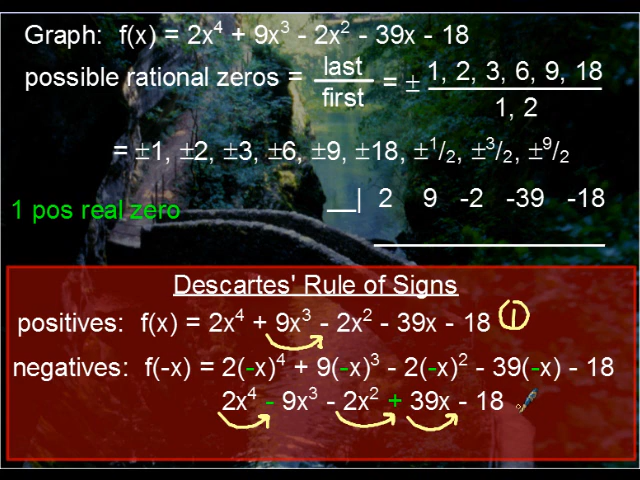 Graph: f(x) = 2x⁴ + 9x³ - 2x² - 39x - 18
possible rational zeros = last/first = ± 1, 2, 3, 6, 9, 18 / 1, 2
= ±1, ±2, ±3, ±6, ±9, ±18, ±¹/₂, ±³/₂, ±⁹/₂
1 pos real zero __| 2 9 -2 -39 -18
Descartes' Rule of Signs
positives: f(x) = 2x⁴ + 9x³ - 2x² - 39x - 18 ①
negatives: f(-x) = 2(-x)⁴ + 9(-x)³ - 2(-x)² - 39(-x) - 18
2x⁴ - 9x³ - 2x² + 39x - 18